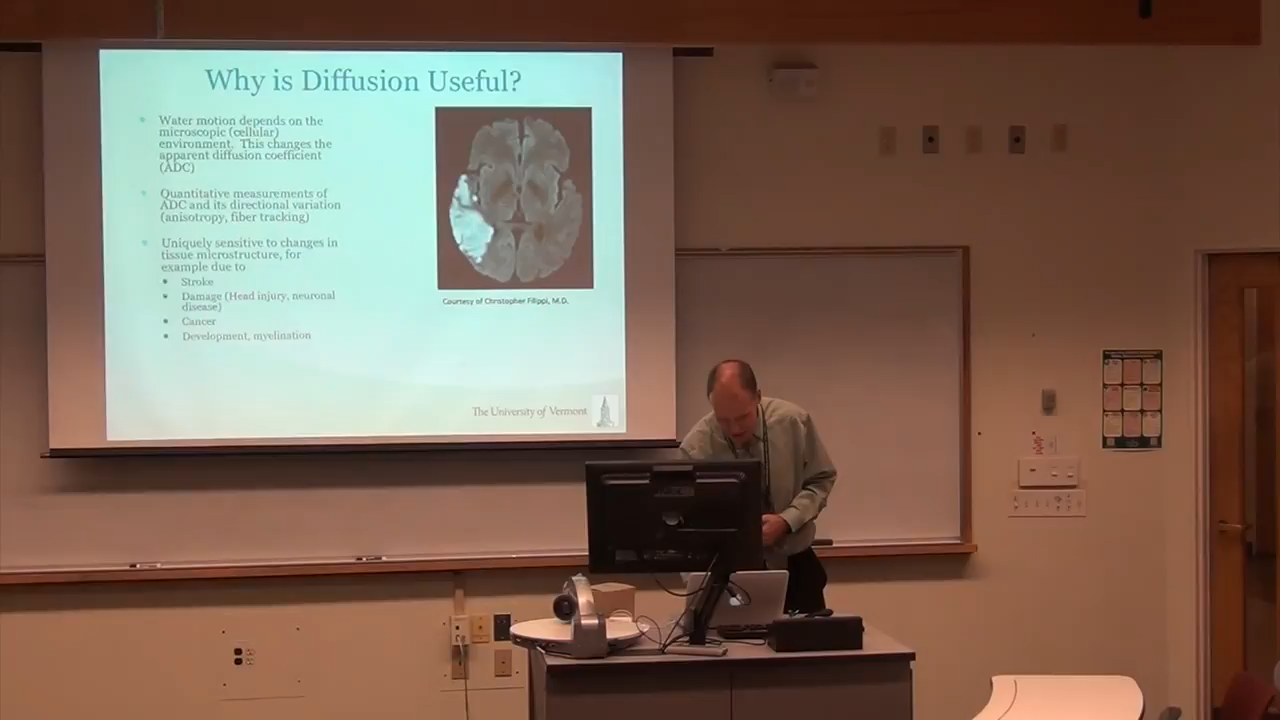 Why is Diffusion Useful?
Water motion depends on the
microscopic (cellular)
environment. This changes the
apparent diffusion coefficient
(ADC)
Quantitative measurements of
ADC and its directional variation
(anisotropy, fiber tracking)
Uniquely sensitive to changes in
tissue microstructure, for
example due to
Stroke
Damage (Head injury, neuronal
disease)
Cancer
Development, myelination
Courtesy of Christopher Filippi, M.D.
The University of Vermont